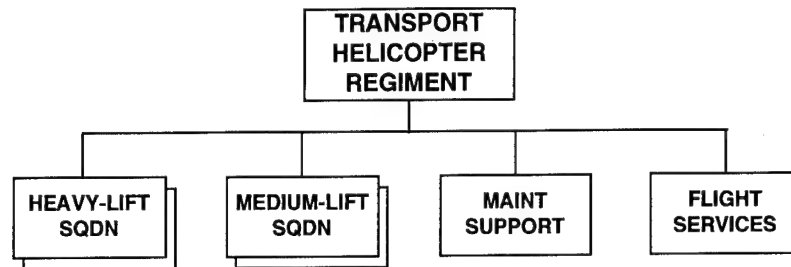 TRANSPORT
HELICOPTER
REGIMENT
HEAVY-LIFT
SQDN
MEDIUM-LIFT
SQDN
MAINT
SUPPORT
FLIGHT
SERVICES